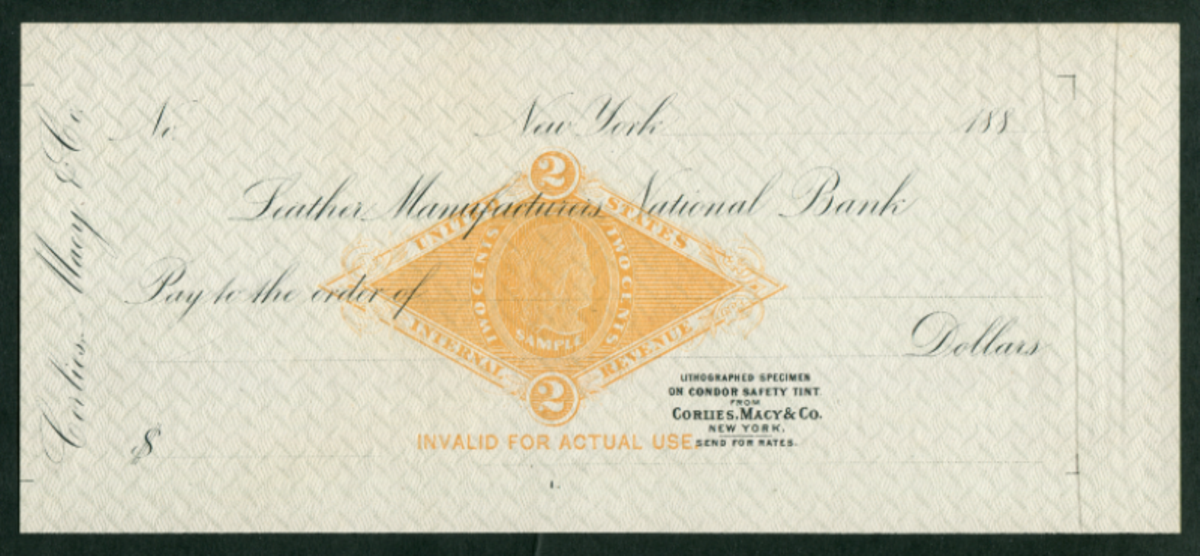 No. New York 188
2
Leather Manufacturers National Bank
UNITED STATES
TWO CENTS TWO CENTS
Pay to the order of
SAMPLE
INTERNAL REVENUE
Dollars
2
LITHOGRAPHED SPECIMEN
ON CONDOR SAFETY TINT
FROM
CORLIES, MACY & CO.
NEW YORK.
SEND FOR RATES.
$
INVALID FOR ACTUAL USE
1.
Corlies, Macy & Co.